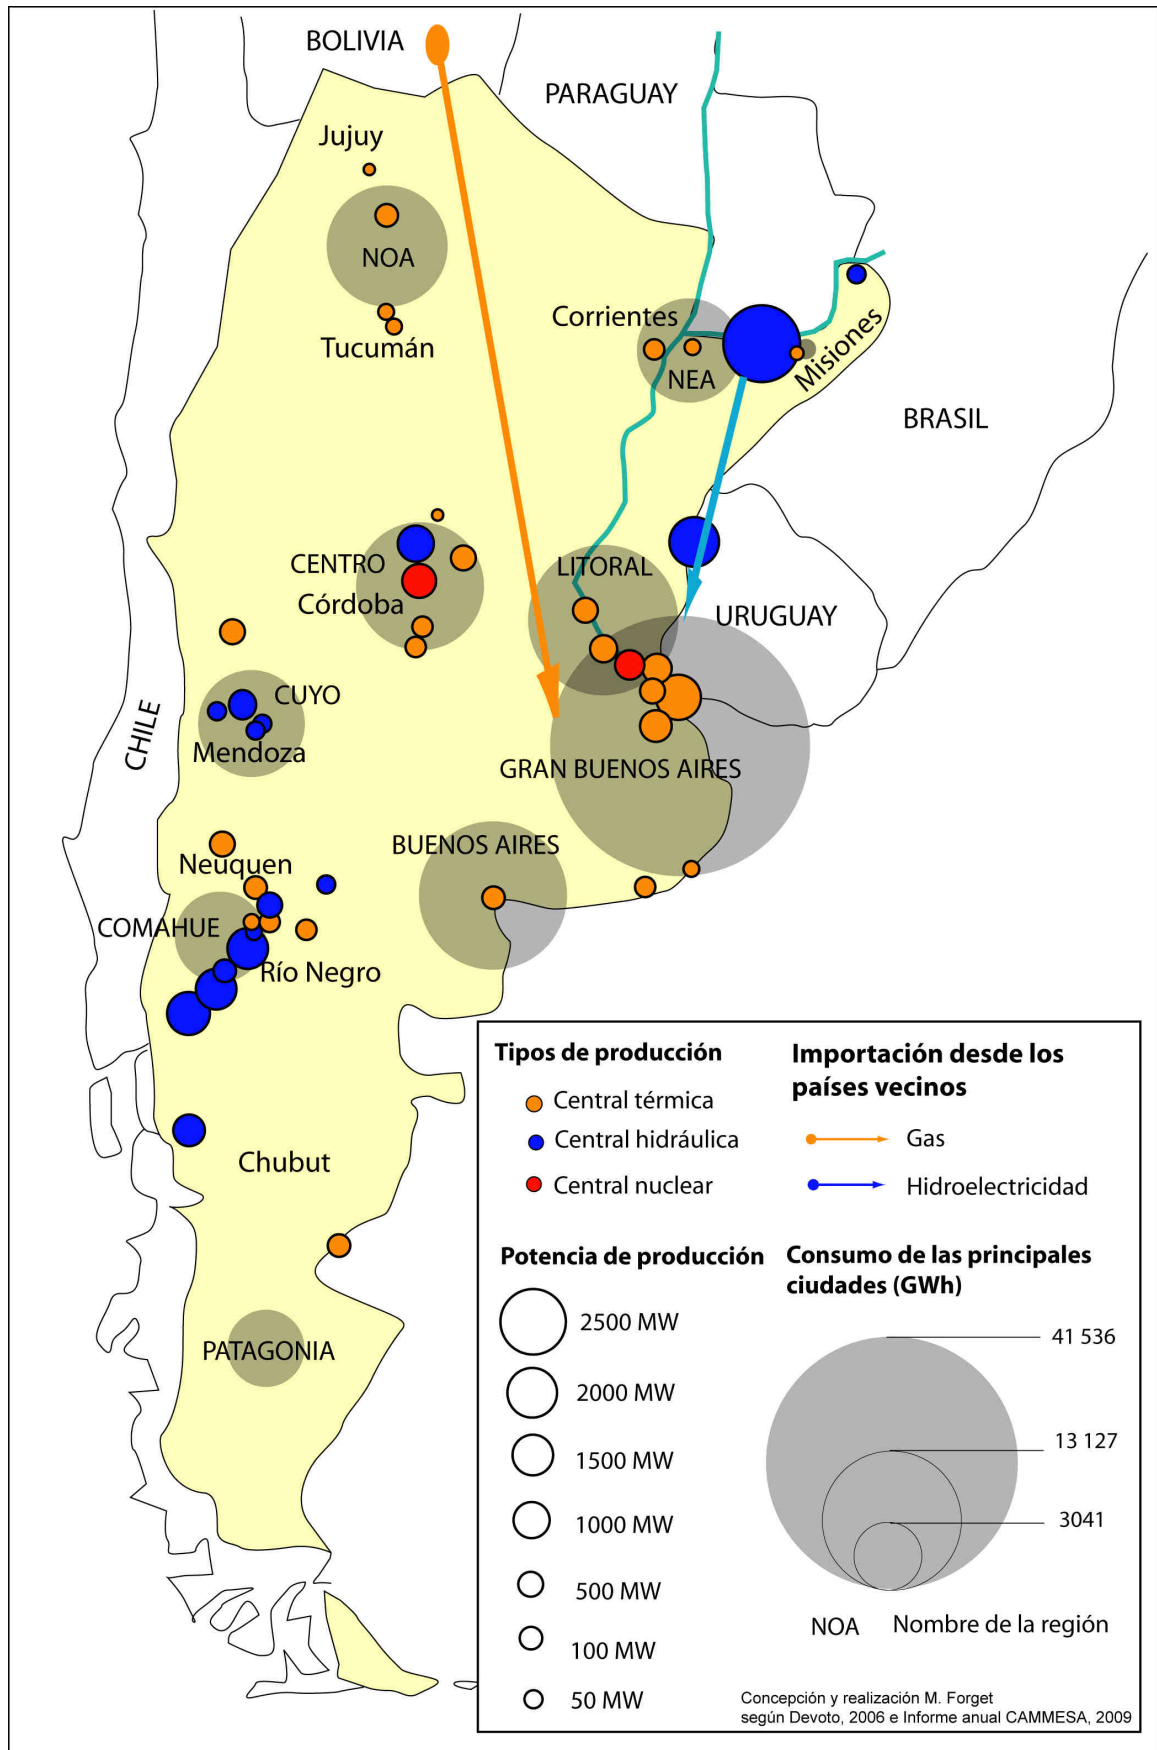 BOLIVIA
PARAGUAY
Jujuy
NOA
Tucumán
Corrientes
NEA
Misiones
BRASIL
CENTRO
Córdoba
LITORAL
URUGUAY
CHILE
CUYO
Mendoza
GRAN BUENOS AIRES
BUENOS AIRES
Neuquen
COMAHUE
Río Negro
Chubut
PATAGONIA
Tipos de producción
Central térmica
Central hidráulica
Central nuclear
Importación desde los
países vecinos
Gas
Hidroelectricidad
Potencia de producción
2500 MW
2000 MW
1500 MW
1000 MW
500 MW
100 MW
50 MW
Consumo de las principales
ciudades (GWh)
41 536
13 127
3041
NOA
Nombre de la región
Concepción y realización M. Forget
según Devoto, 2006 e Informe anual CAMMESA, 2009